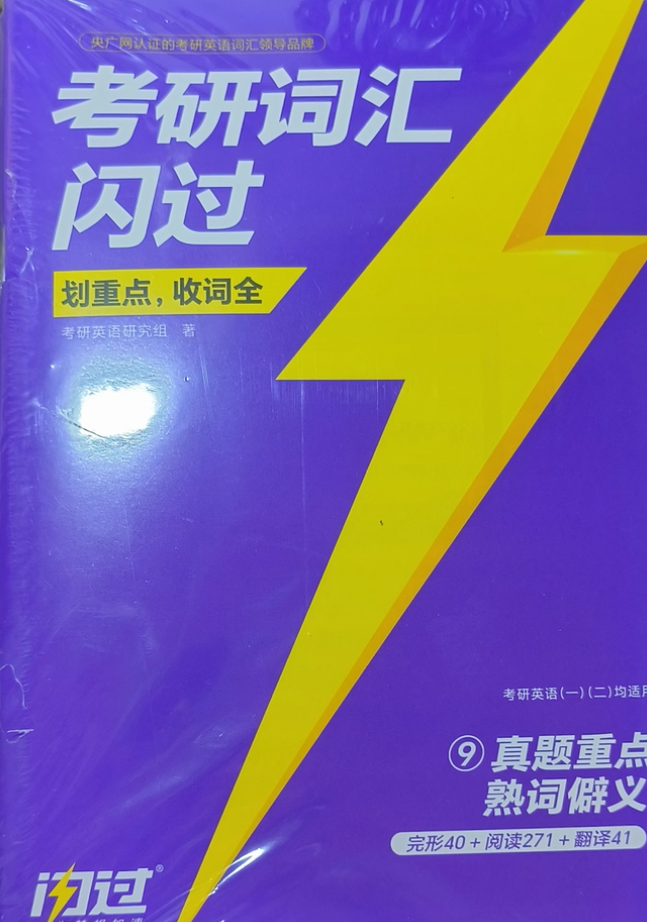 央广网认证的考研英语词汇领导品牌
考研词汇
闪过
划重点，收词全
考研英语研究组 著
考研英语(一)(二)均适用
⑨ 真题重点
熟词僻义
完形40+阅读271+翻译41
闪过®